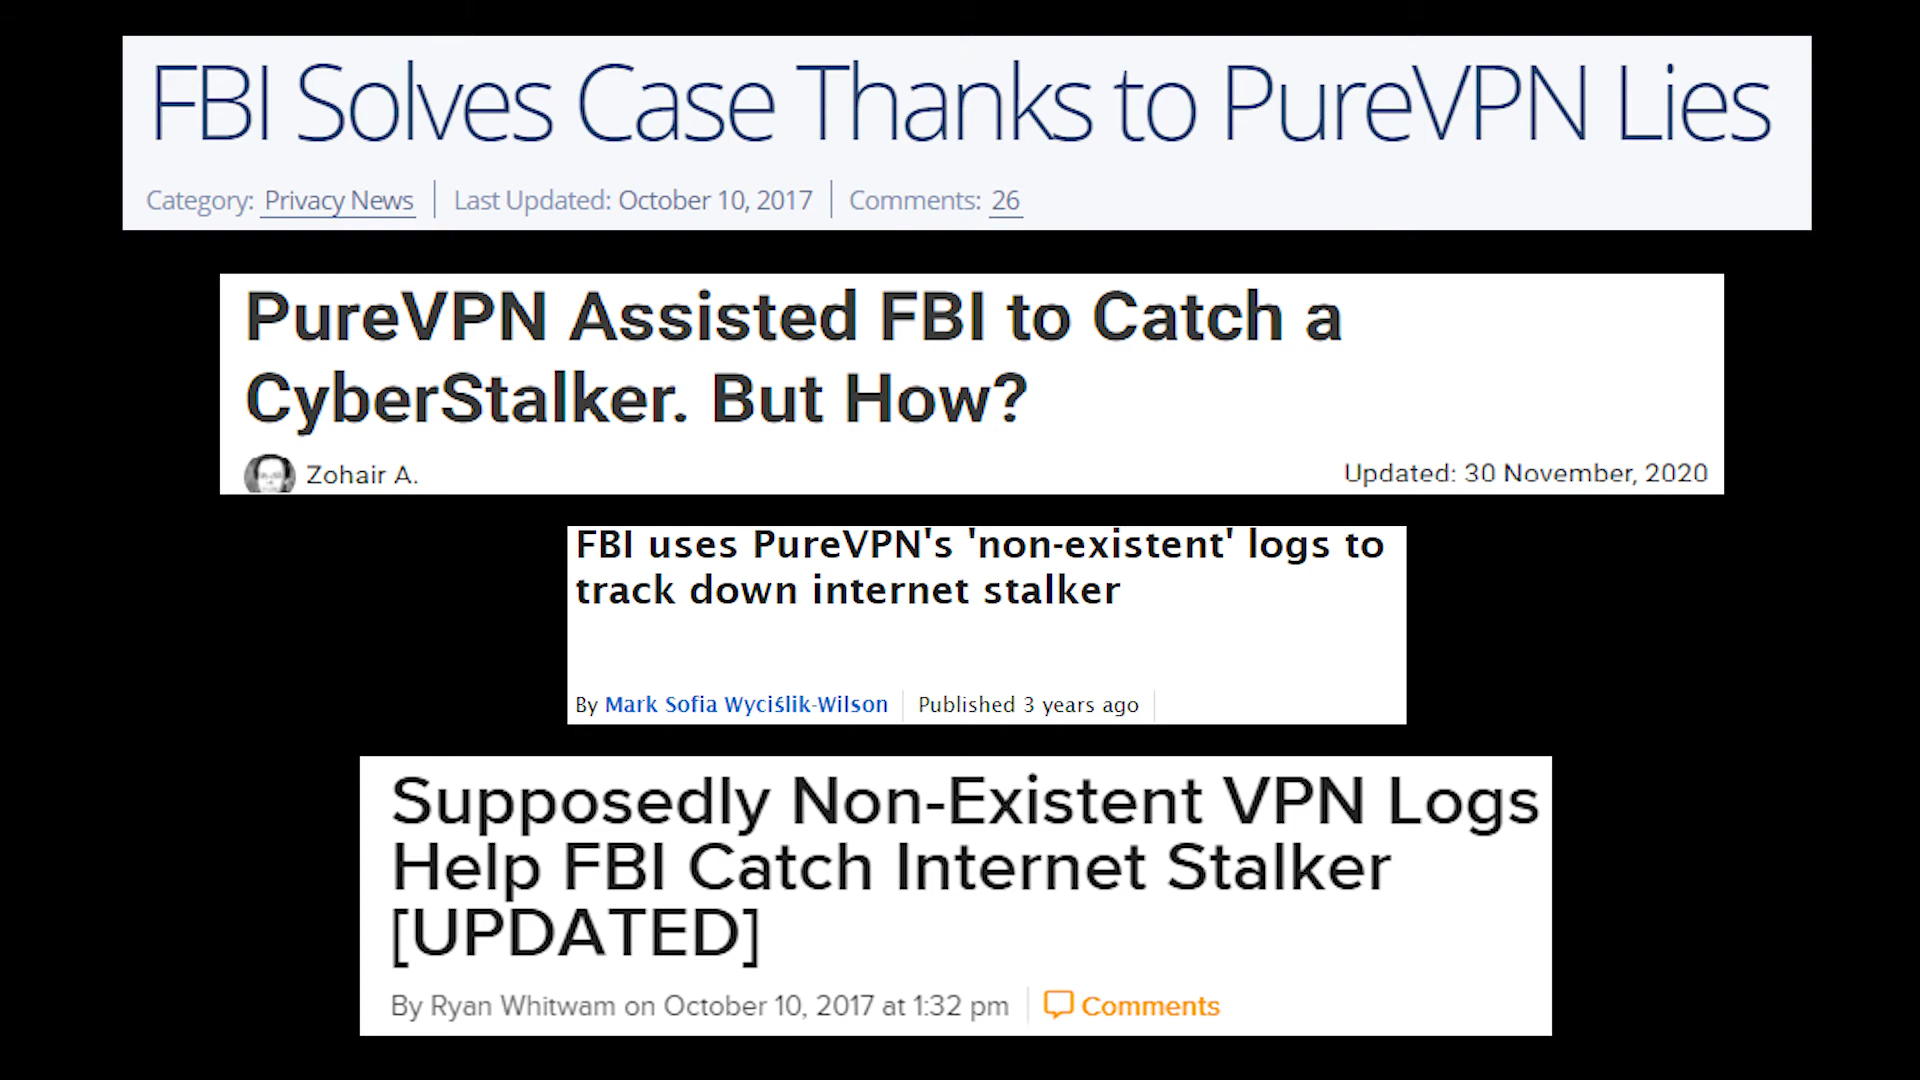 FBI Solves Case Thanks to PureVPN Lies
Category: Privacy News Last Updated: October 10, 2017 Comments: 26
PureVPN Assisted FBI to Catch a
CyberStalker. But How?
Zohair A. Updated: 30 November, 2020
FBI uses PureVPN's 'non-existent' logs to
track down internet stalker
By Mark Sofia Wyciślik-Wilson Published 3 years ago
Supposedly Non-Existent VPN Logs
Help FBI Catch Internet Stalker
[UPDATED]
By Ryan Whitwam on October 10, 2017 at 1:32 pm Comments